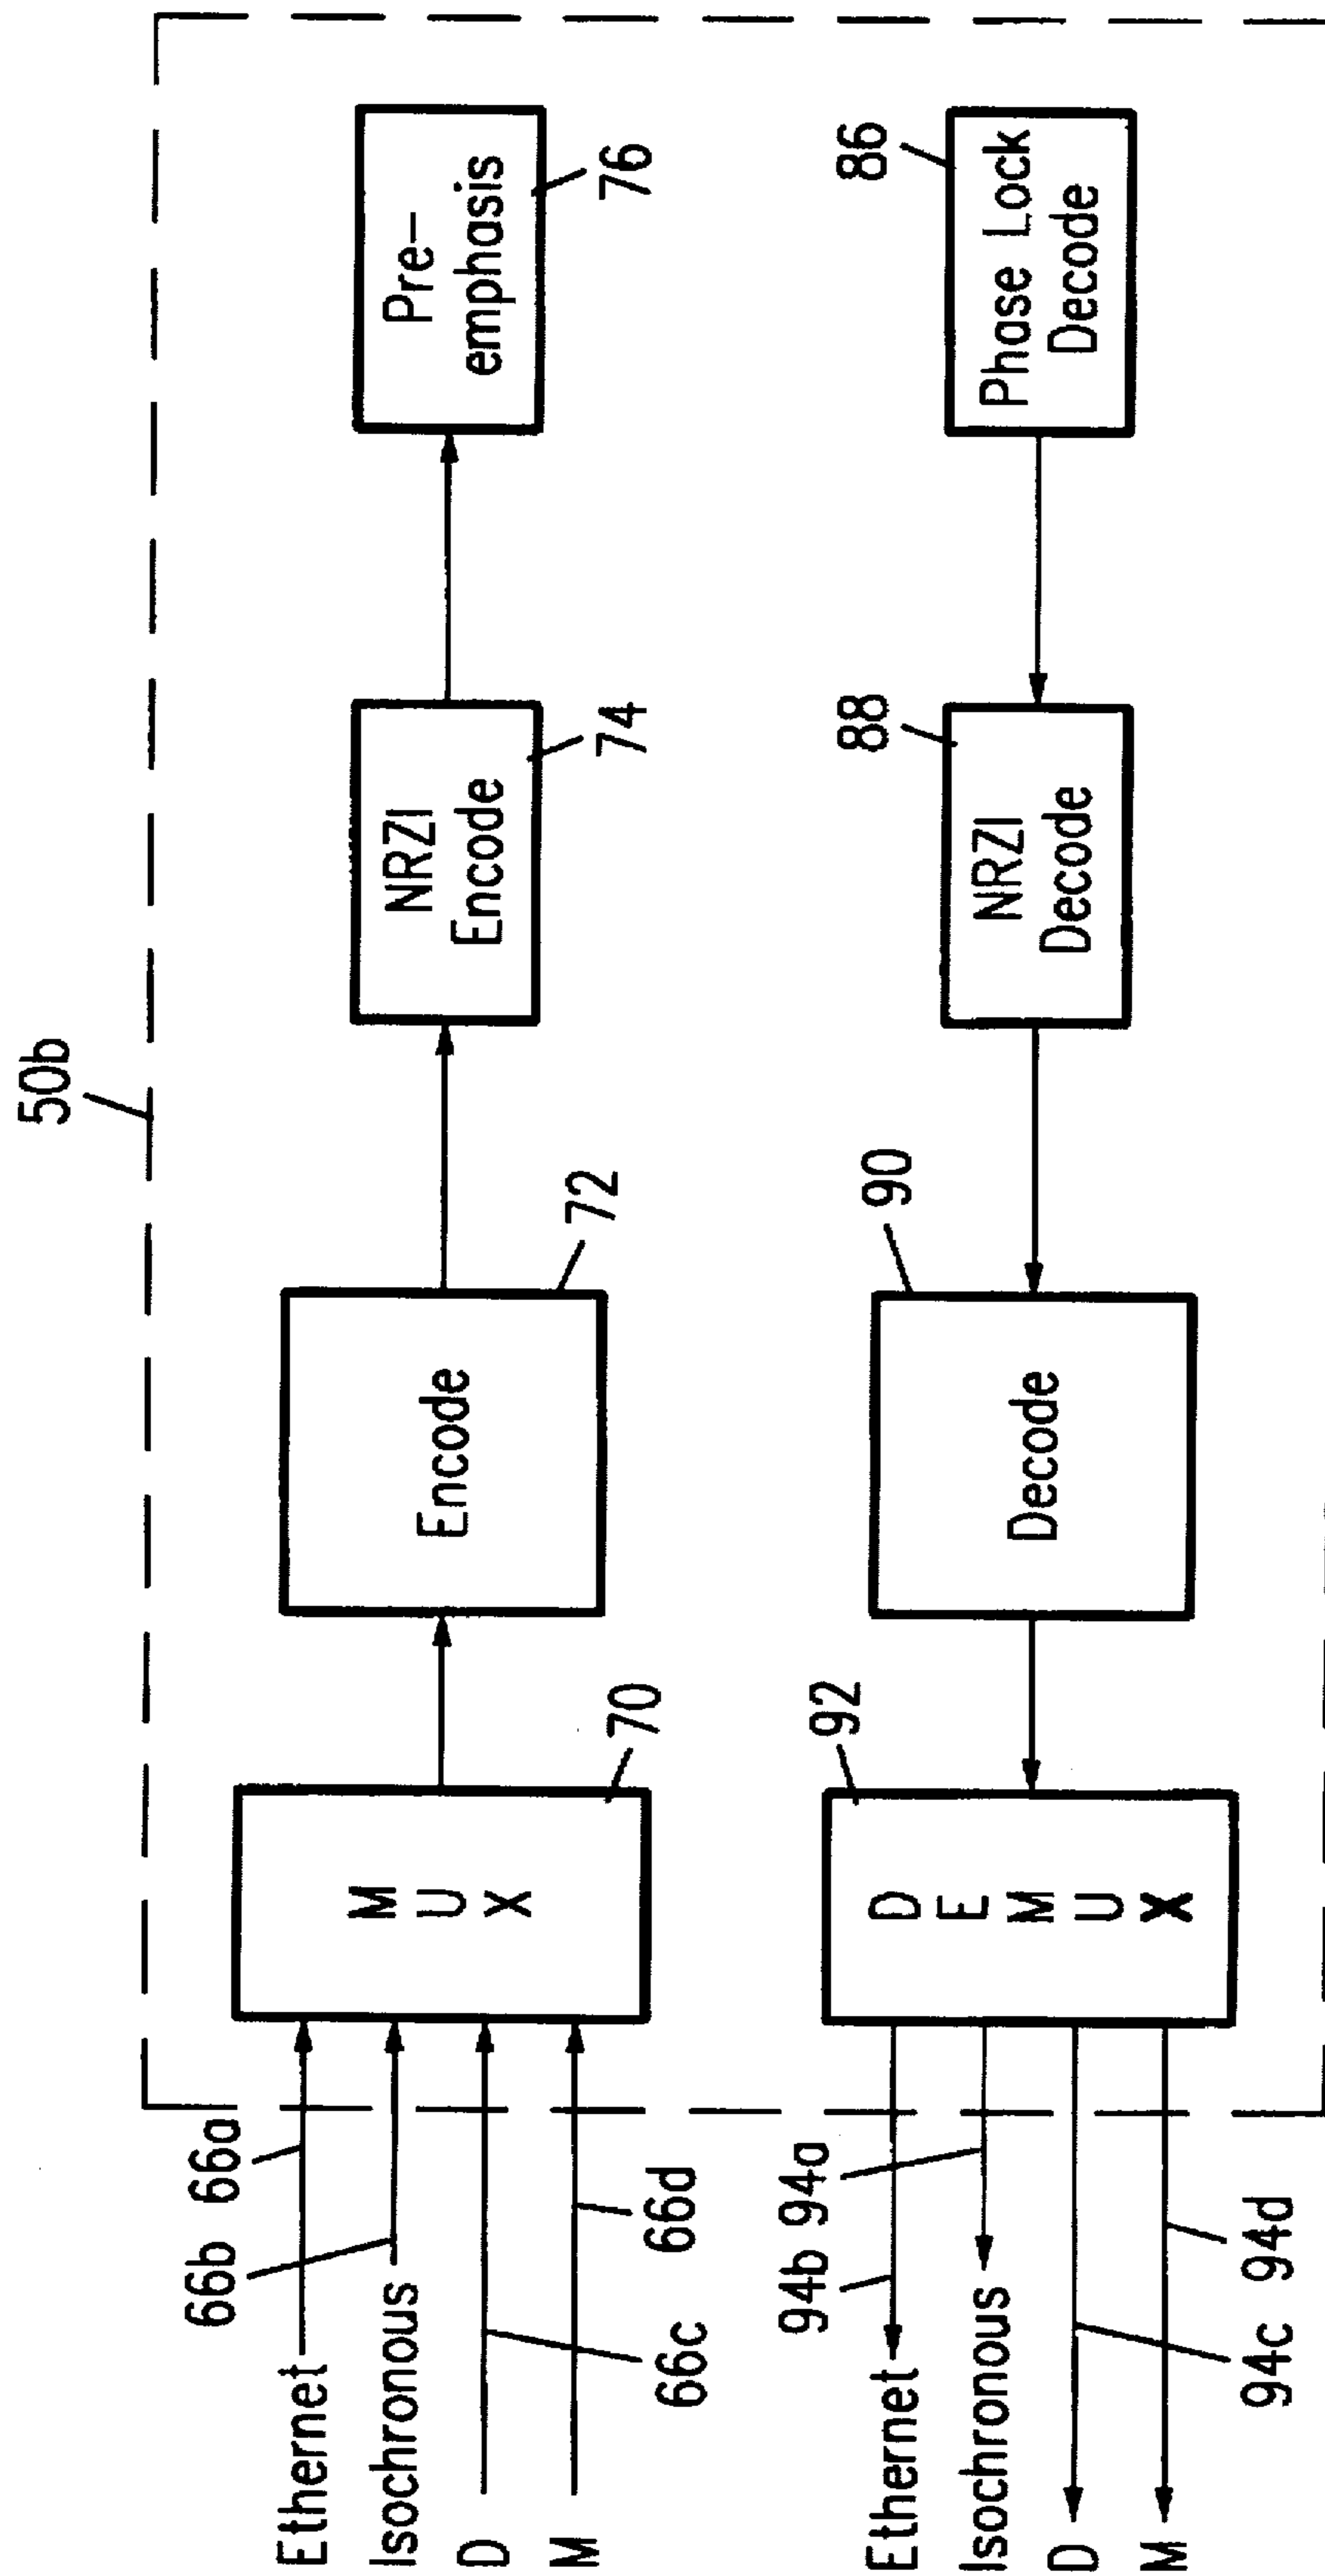 50b
Ethernet
66a
66b
Isochronous
D
66c
M
66d
M
U
X
70
Encode
72
NRZI
Encode
74
Pre-
emphasis
76
Ethernet
94b
94a
Isochronous
D
94c
M
94d
D
E
M
U
X
92
Decode
90
NRZI
Decode
88
Phase Lock
Decode
86